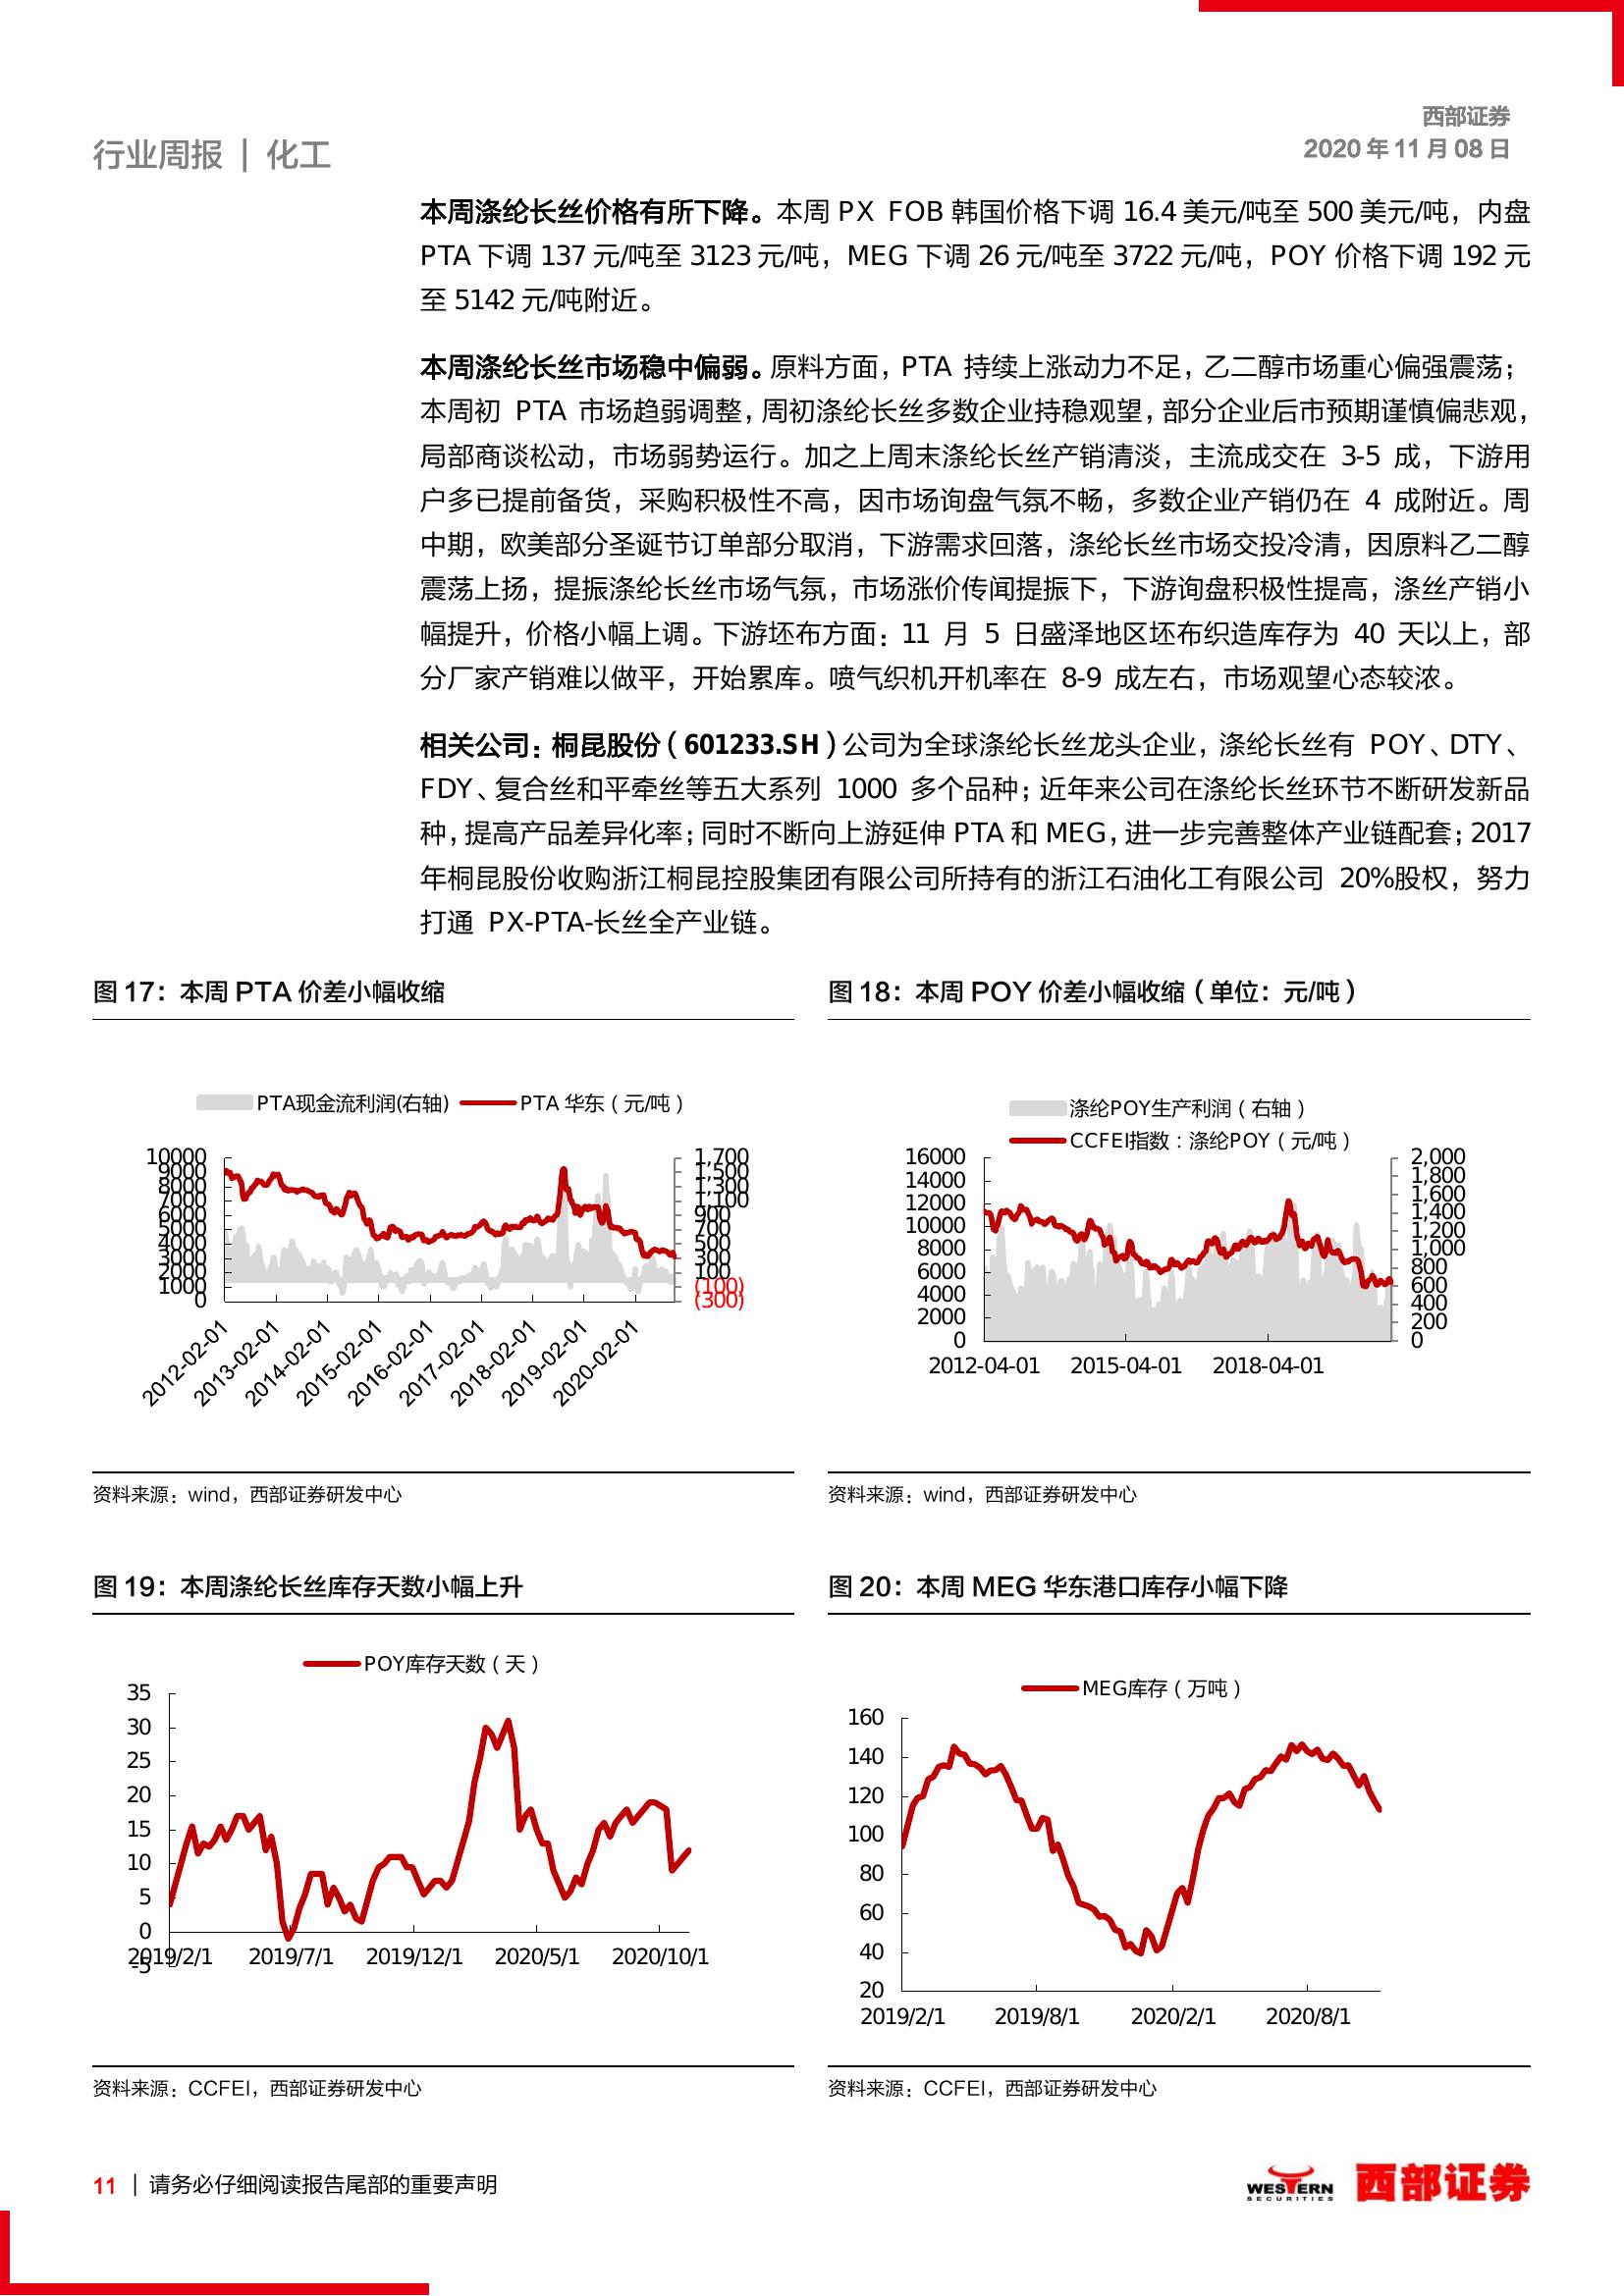 西部证券
2020 年 11 月 08 日
行业周报 | 化工
本周涤纶长丝价格有所下降。本周 PX FOB 韩国价格下调 16.4 美元/吨至 500 美元/吨，内盘
PTA 下调 137 元/吨至 3123 元/吨，MEG 下调 26 元/吨至 3722 元/吨，POY 价格下调 192 元
至 5142 元/吨附近。
本周涤纶长丝市场稳中偏弱。原料方面，PTA 持续上涨动力不足，乙二醇市场重心偏强震荡；
本周初 PTA 市场趋弱调整，周初涤纶长丝多数企业持稳观望，部分企业后市预期谨慎偏悲观，
局部商谈松动，市场弱势运行。加之上周末涤纶长丝产销清淡，主流成交在 3-5 成，下游用
户多已提前备货，采购积极性不高，因市场询盘气氛不畅，多数企业产销仍在 4 成附近。周
中期，欧美部分圣诞节订单部分取消，下游需求回落，涤纶长丝市场交投冷清，因原料乙二醇
震荡上扬，提振涤纶长丝市场气氛，市场涨价传闻提振下，下游询盘积极性提高，涤丝产销小
幅提升，价格小幅上调。下游坯布方面：11 月 5 日盛泽地区坯布织造库存为 40 天以上，部
分厂家产销难以做平，开始累库。喷气织机开机率在 8-9 成左右，市场观望心态较浓。
相关公司：桐昆股份（601233.SH）公司为全球涤纶长丝龙头企业，涤纶长丝有 POY、DTY、
FDY、复合丝和平牵丝等五大系列 1000 多个品种；近年来公司在涤纶长丝环节不断研发新品
种，提高产品差异化率；同时不断向上游延伸 PTA 和 MEG，进一步完善整体产业链配套；2017
年桐昆股份收购浙江桐昆控股集团有限公司所持有的浙江石油化工有限公司 20%股权，努力
打通 PX-PTA-长丝全产业链。
图 17：本周 PTA 价差小幅收缩
PTA现金流利润(右轴)
PTA 华东（元/吨）
10000
9000
8000
7000
6000
5000
4000
3000
2000
1000
0
1,700
1,500
1,300
1,100
900
700
500
300
100
(100)
(300)
2012-02-01
2013-02-01
2014-02-01
2015-02-01
2016-02-01
2017-02-01
2018-02-01
2019-02-01
2020-02-01
资料来源：wind，西部证券研发中心
图 18：本周 POY 价差小幅收缩（单位：元/吨）
涤纶POY生产利润（右轴）
CCFEI指数：涤纶POY（元/吨）
16000
14000
12000
10000
8000
6000
4000
2000
0
2,000
1,800
1,600
1,400
1,200
1,000
800
600
400
200
0
2012-04-01
2015-04-01
2018-04-01
资料来源：wind，西部证券研发中心
图 19：本周涤纶长丝库存天数小幅上升
POY库存天数（天）
35
30
25
20
15
10
5
0
-5
2019/2/1
2019/7/1
2019/12/1
2020/5/1
2020/10/1
资料来源：CCFEI，西部证券研发中心
图 20：本周 MEG 华东港口库存小幅下降
MEG库存（万吨）
160
140
120
100
80
60
40
20
2019/2/1
2019/8/1
2020/2/1
2020/8/1
资料来源：CCFEI，西部证券研发中心
11 | 请务必仔细阅读报告尾部的重要声明
WESTERN
SECURITIES
西部证券